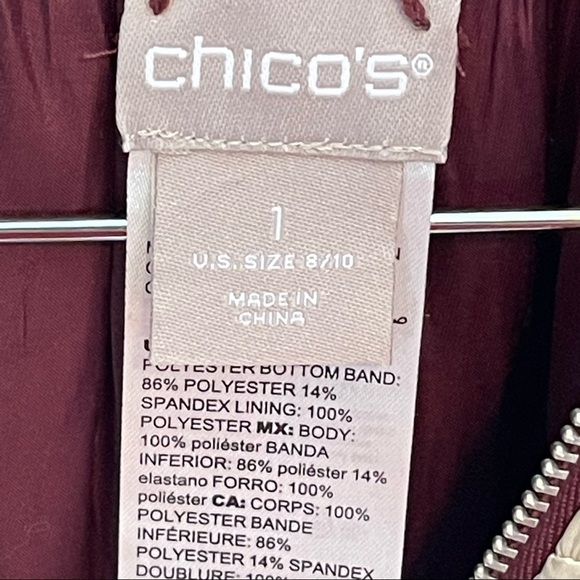 chico's®
1
U.S. SIZE 8/10
MADE IN
CHINA
POLYESTER BOTTOM BAND:
86% POLYESTER 14%
SPANDEX LINING: 100%
POLYESTER MX: BODY:
100% poliéster BANDA
INFERIOR: 86% poliéster 14%
elastano FORRO: 100%
poliéster CA: CORPS: 100%
POLYESTER BANDE
INFÉRIEURE: 86%
POLYESTER 14% SPANDEX
DOUBLURE: 100%